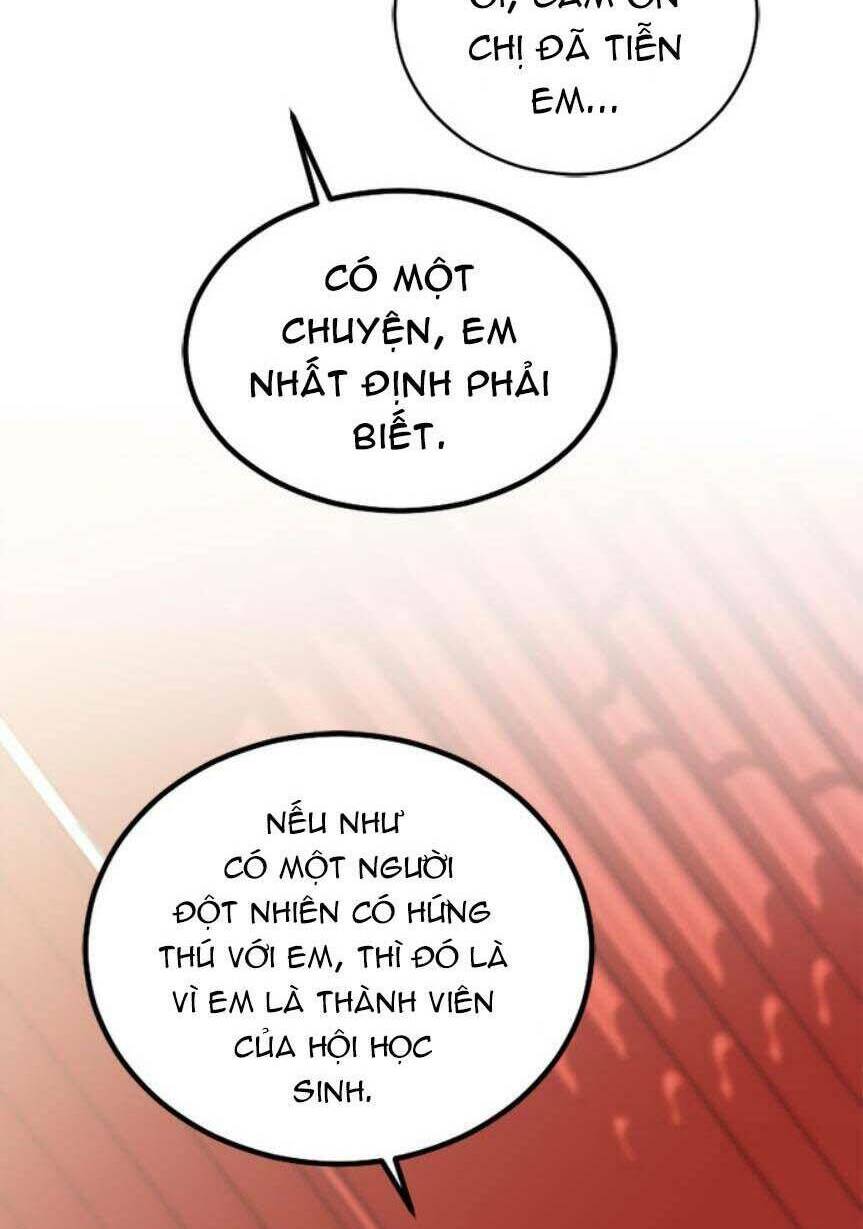 CHỊ ĐÃ TIỄN
EM...
CÓ MỘT
CHUYỆN, EM
NHẤT ĐỊNH PHẢI
BIẾT.
NẾU NHƯ
CÓ MỘT NGƯỜI
ĐỘT NHIÊN CÓ HỨNG
THÚ VỚI EM, THÌ ĐÓ LÀ
VÌ EM LÀ THÀNH VIÊN
CỦA HỘI HỌC
SINH.